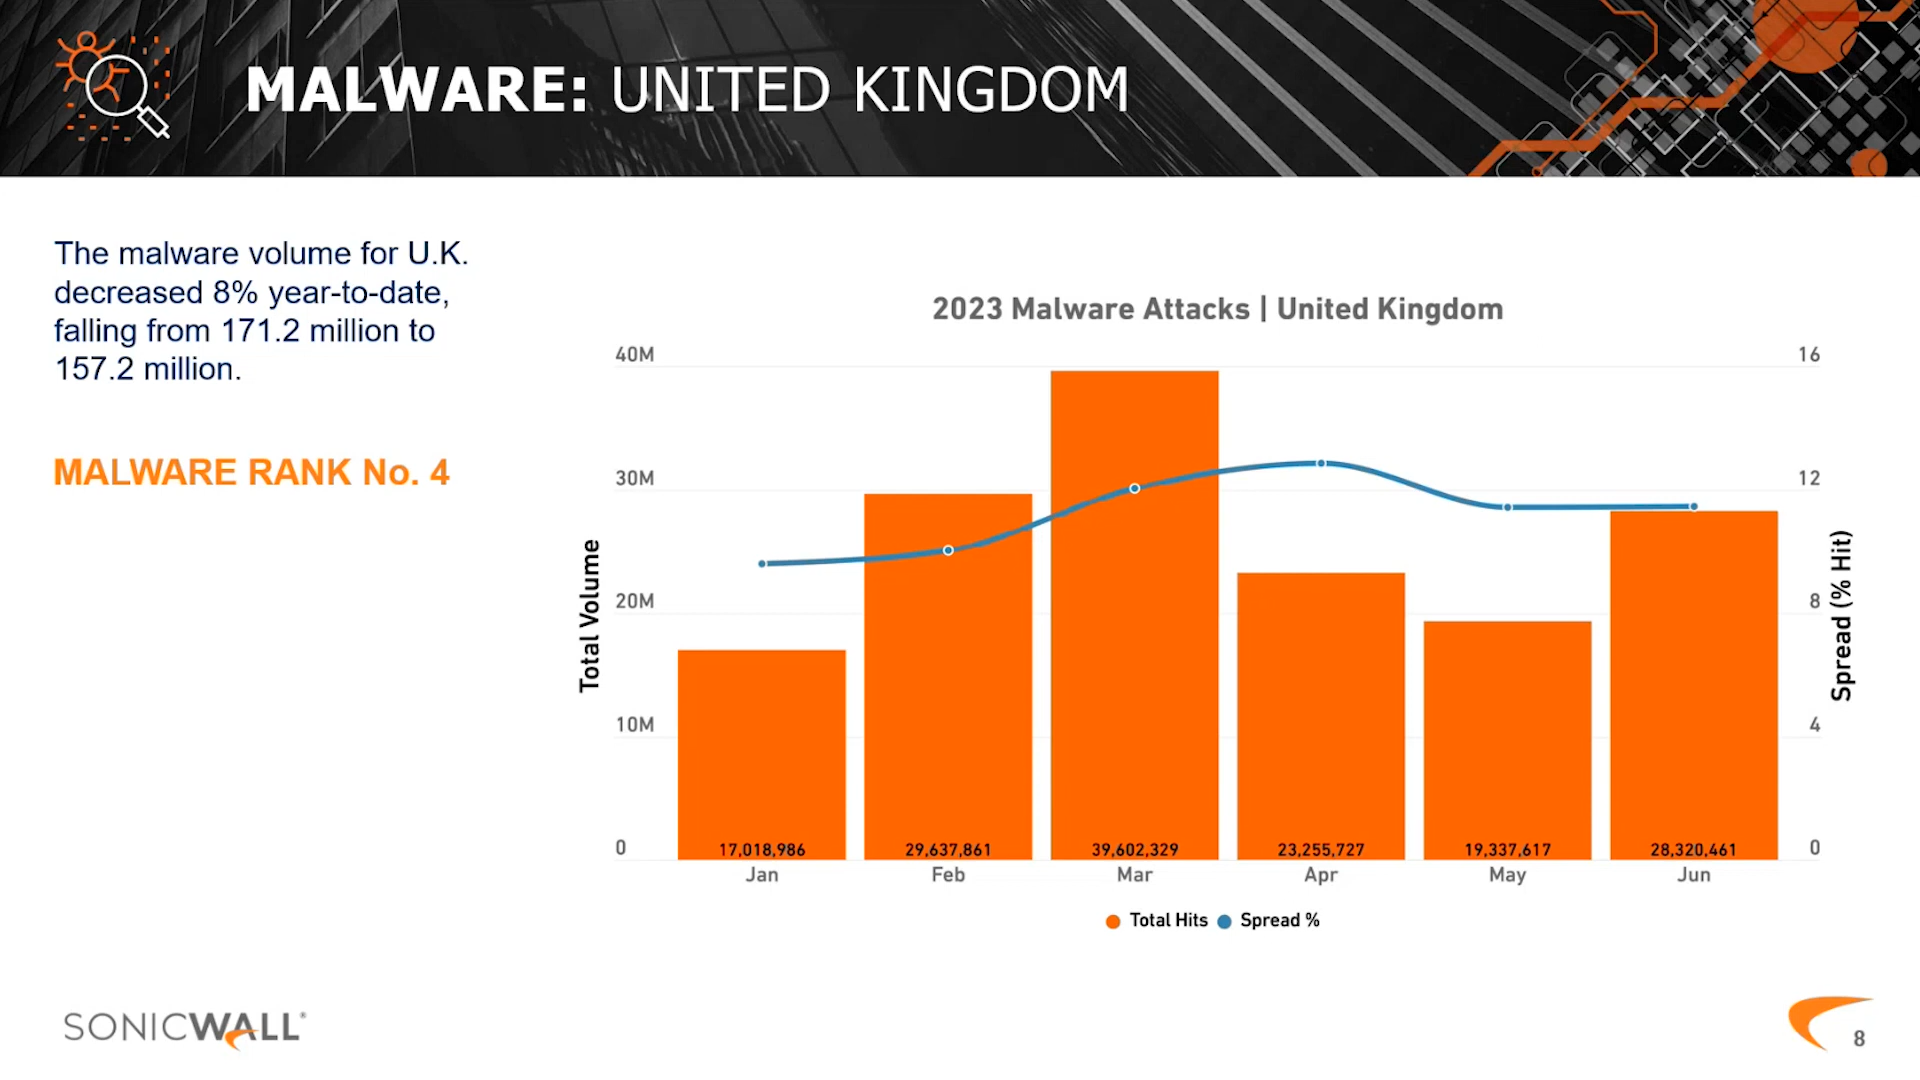 MALWARE: UNITED KINGDOM
The malware volume for U.K.
decreased 8% year-to-date,
falling from 171.2 million to
157.2 million.
MALWARE RANK No. 4
2023 Malware Attacks | United Kingdom
40M
30M
20M
10M
0
Total Volume
16
12
8
4
0
Spread (% Hit)
17,018,986
29,637,861
39,602,329
23,255,727
19,337,617
28,320,461
Jan
Feb
Mar
Apr
May
Jun
Total Hits
Spread %
SONICWALL®
8